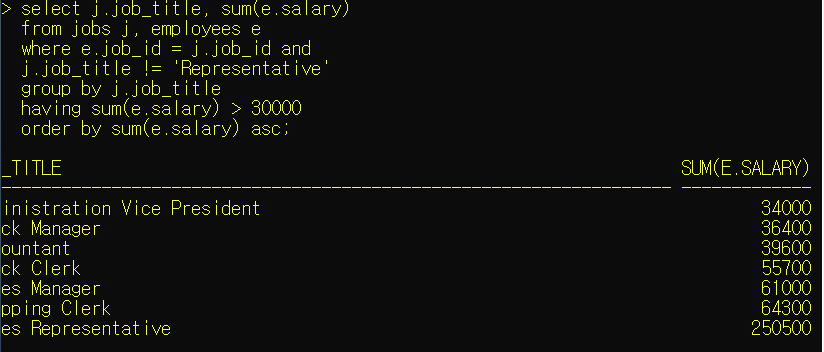 > select j.job_title, sum(e.salary)
from jobs j, employees e
where e.job_id = j.job_id and
j.job_title != 'Representative'
group by j.job_title
having sum(e.salary) > 30000
order by sum(e.salary) asc;
_TITLE SUM(E.SALARY)
inistration Vice President 34000
ck Manager 36400
ountant 39600
ck Clerk 55700
es Manager 61000
pping Clerk 64300
es Representative 250500